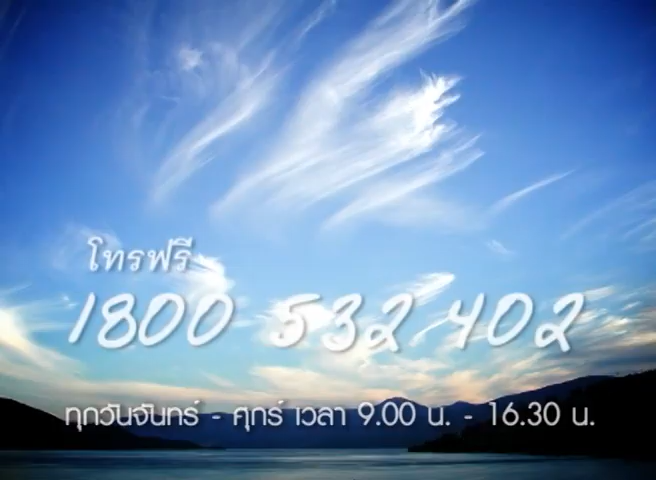 โทรฟรี
1800 532 402
ทุกวันจันทร์ - ศุกร์ เวลา 9.00 น. - 16.30 น.